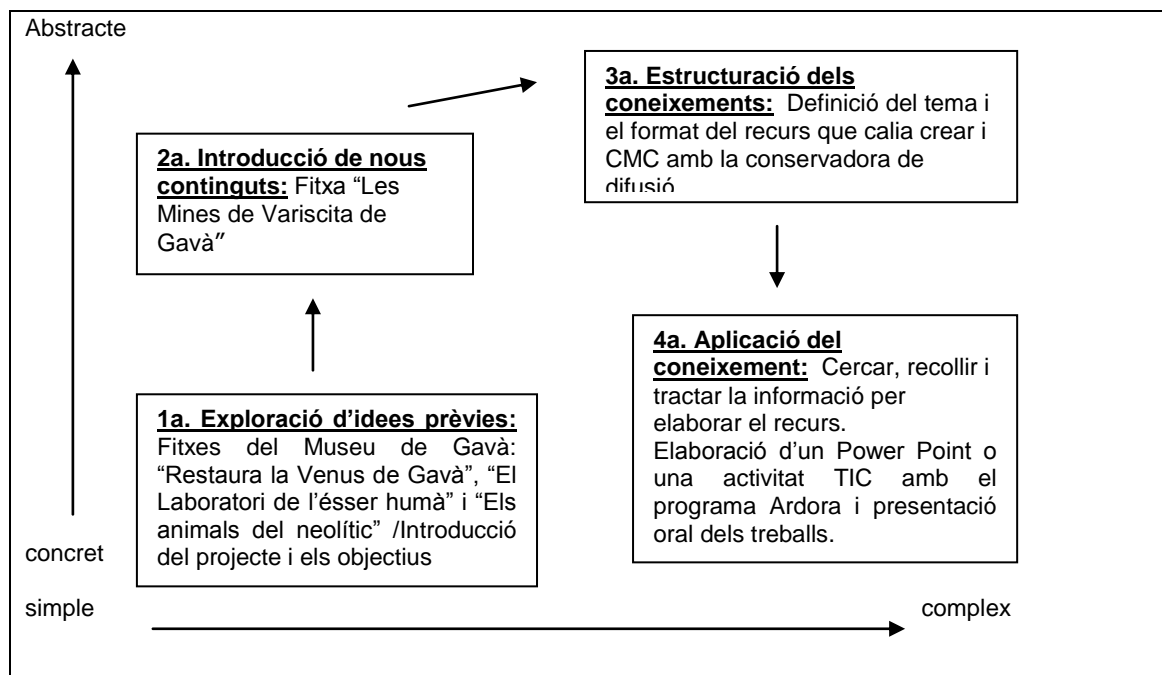 Abstracte
3a. Estructuració dels
coneixements: Definició del tema i
el format del recurs que calia crear i
CMC amb la conservadora de
difusió
2a. Introducció de nous
continguts: Fitxa “Les
Mines de Variscita de
Gavà”
4a. Aplicació del
coneixement: Cercar, recollir i
tractar la informació per
elaborar el recurs.
Elaboració d’un Power Point o
una activitat TIC amb el
programa Ardora i presentació
oral dels treballs.
1a. Exploració d’idees prèvies:
Fitxes del Museu de Gavà:
“Restaura la Venus de Gavà”, “El
Laboratori de l’ésser humà” i “Els
animals del neolític” /Introducció
del projecte i els objectius
concret
simple
complex